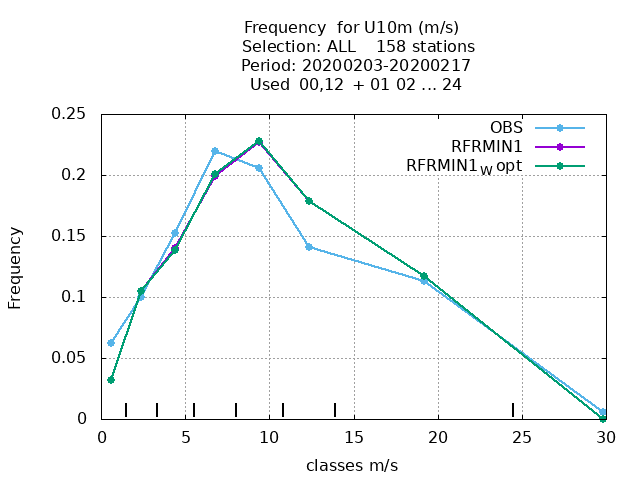 Frequency  for U10m (m/s)
Selection: ALL    158 stations
Period: 20200203-20200217
Used  00,12  + 01 02 ... 24
0.25
OBS
RFRMIN1
RFRMIN1W opt
0.2
0.15
0.1
0.05
0
Frequency
0 5 10 15 20 25 30
classes m/s